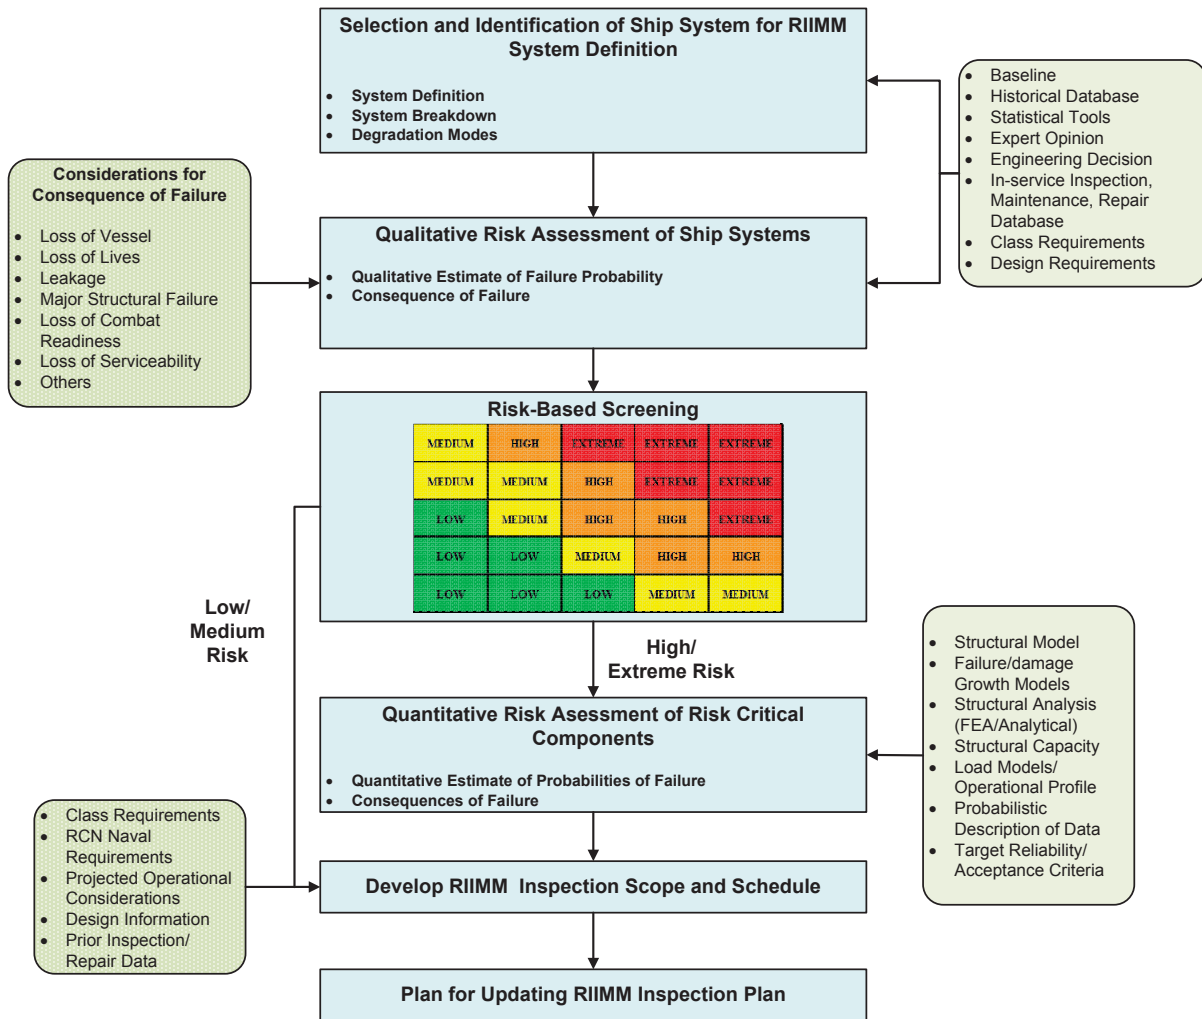 Selection and Identification of Ship System for RIIMM
System Definition
• System Definition
• System Breakdown
• Degradation Modes
• Baseline
• Historical Database
• Statistical Tools
• Expert Opinion
• Engineering Decision
• In-service Inspection,
Maintenance, Repair
Database
• Class Requirements
• Design Requirements
Considerations for
Consequence of Failure
• Loss of Vessel
• Loss of Lives
• Leakage
• Major Structural Failure
• Loss of Combat
Readiness
• Loss of Serviceability
• Others
Qualitative Risk Assessment of Ship Systems
• Qualitative Estimate of Failure Probability
• Consequence of Failure
Risk-Based Screening
MEDIUM HIGH EXTREME EXTREME EXTREME
MEDIUM MEDIUM HIGH EXTREME EXTREME
LOW MEDIUM HIGH HIGH EXTREME
LOW LOW MEDIUM HIGH HIGH
LOW LOW LOW MEDIUM MEDIUM
Low/
Medium
Risk
High/
Extreme Risk
Quantitative Risk Asessment of Risk Critical
Components
• Quantitative Estimate of Probabilities of Failure
• Consequences of Failure
• Structural Model
• Failure/damage
Growth Models
• Structural Analysis
(FEA/Analytical)
• Structural Capacity
• Load Models/
Operational Profile
• Probabilistic
Description of Data
• Target Reliability/
Acceptance Criteria
• Class Requirements
• RCN Naval
Requirements
• Projected Operational
Considerations
• Design Information
• Prior Inspection/
Repair Data
Develop RIIMM Inspection Scope and Schedule
Plan for Updating RIIMM Inspection Plan